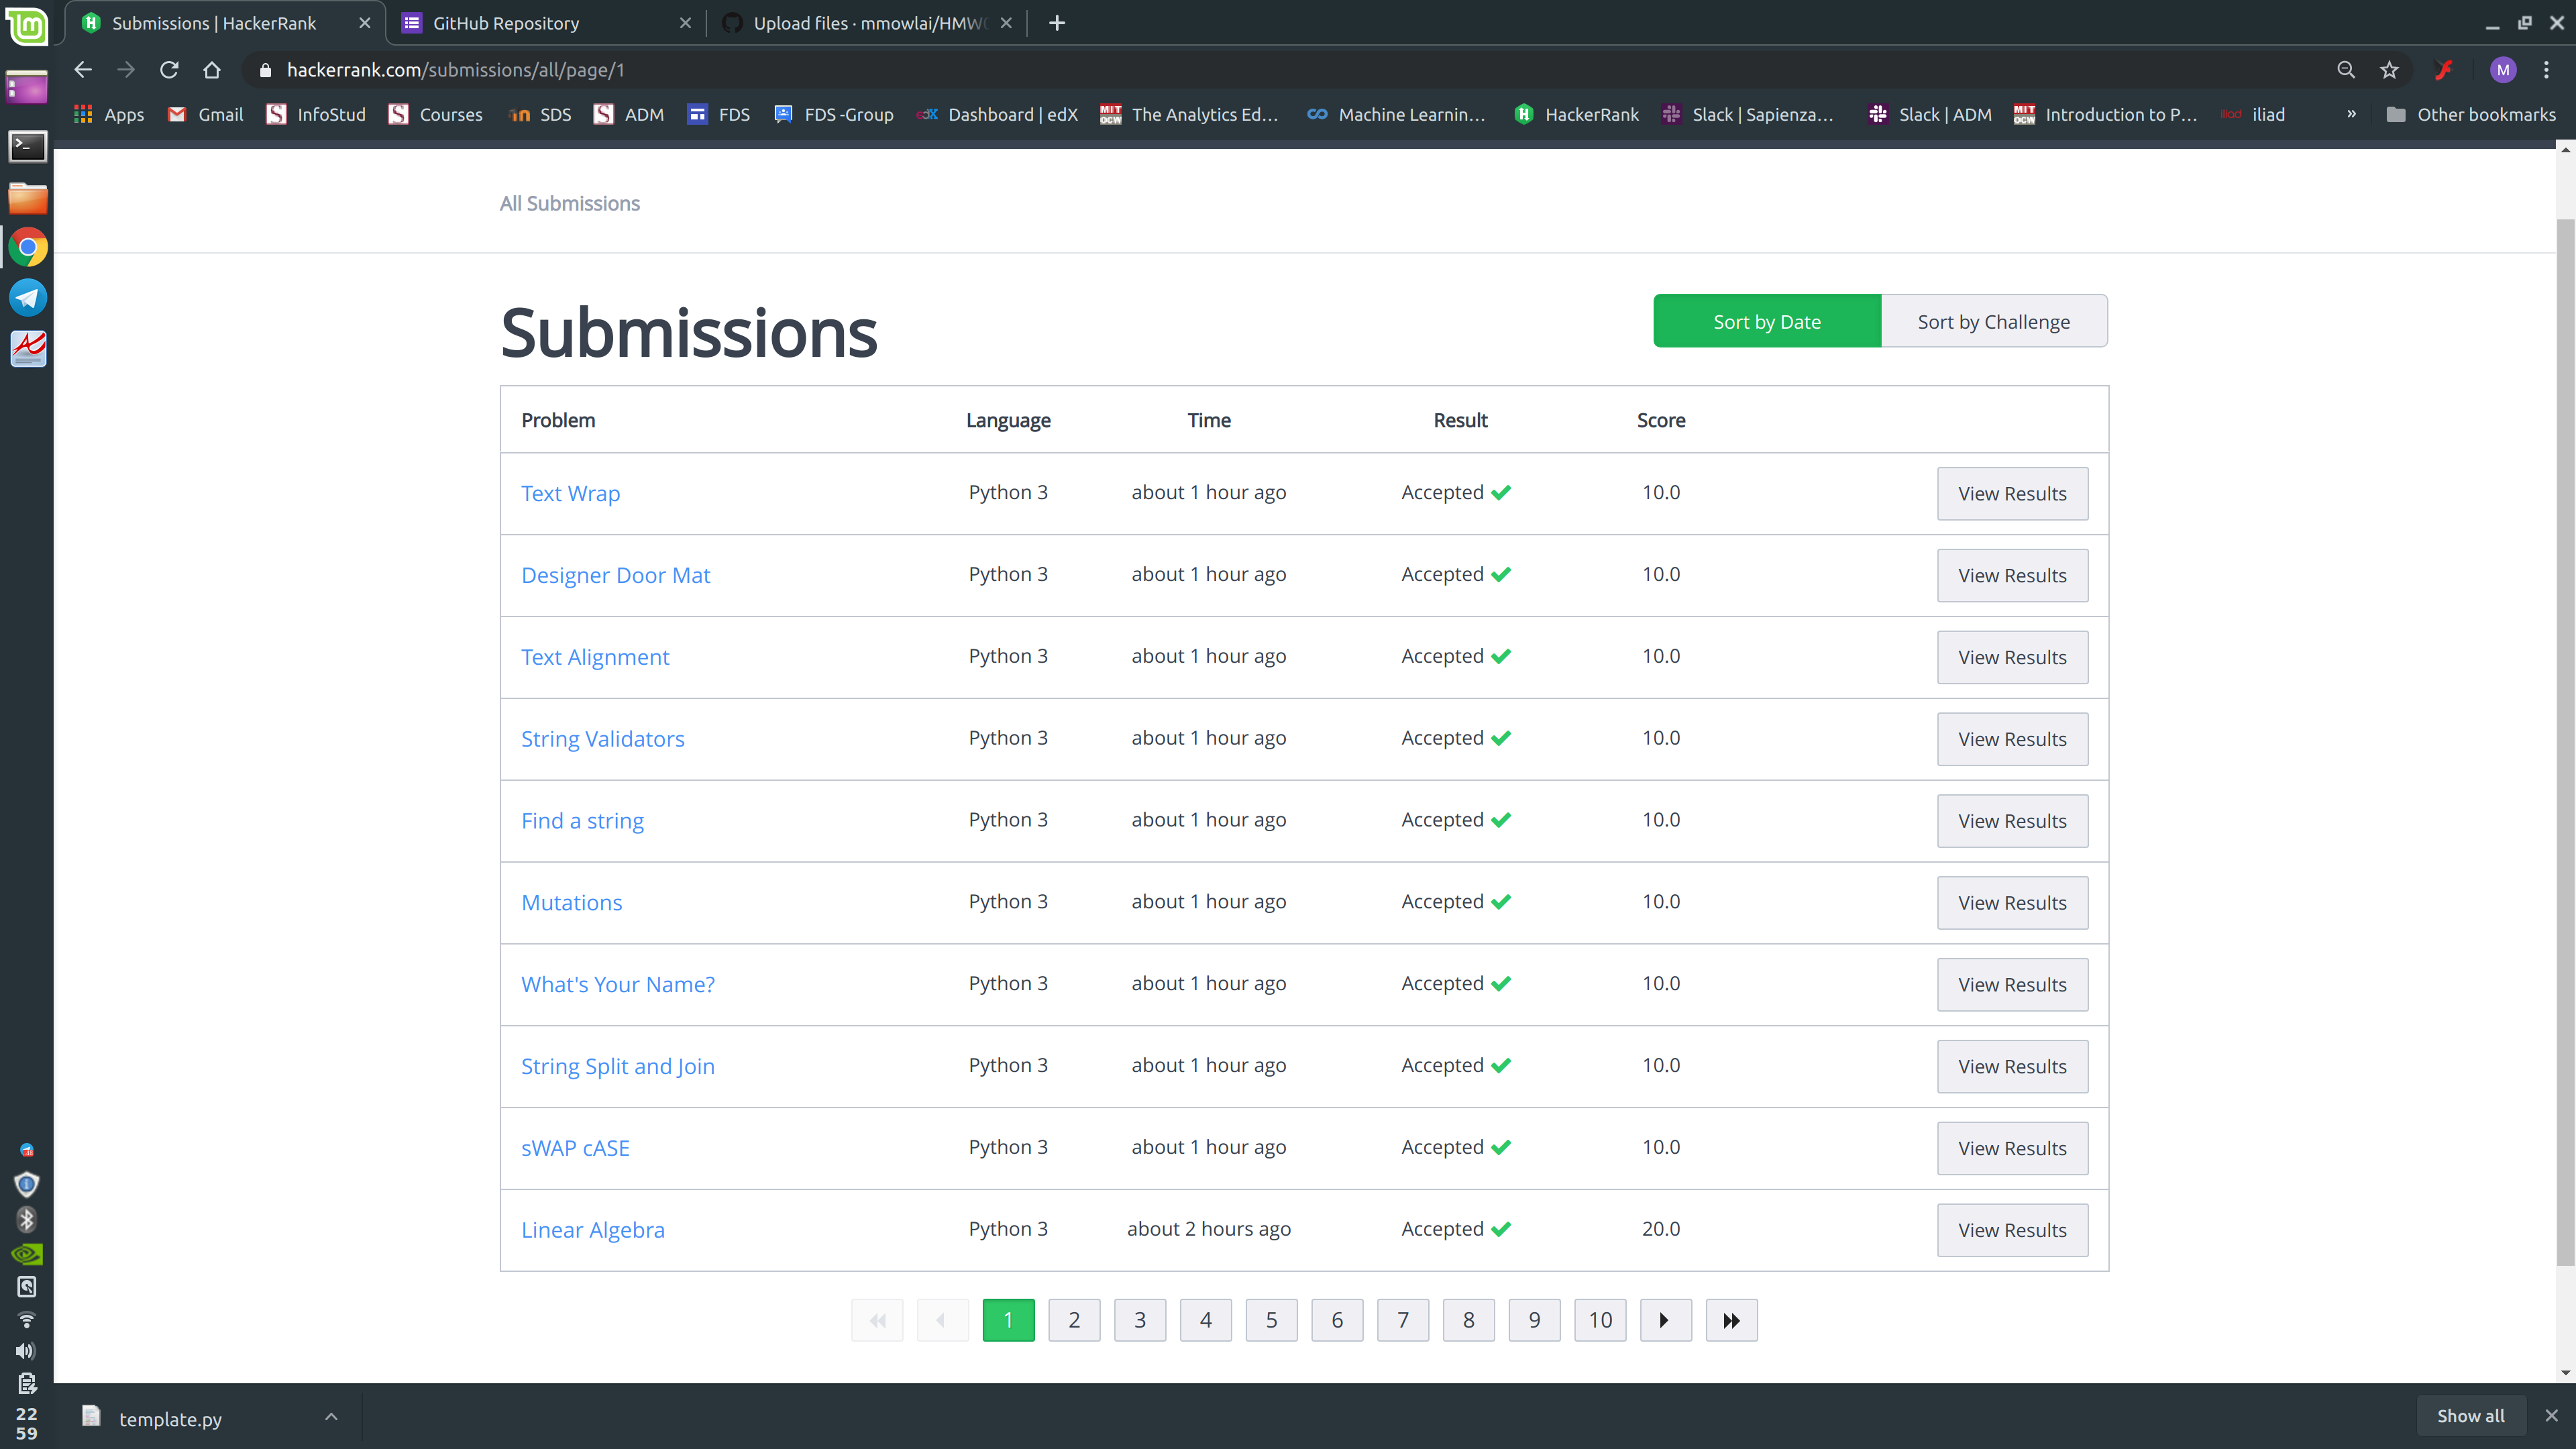 Submissions | HackerRank
GitHub Repository
Upload files · mmowlai/HMW
hackerrank.com/submissions/all/page/1
M
Apps
Gmail
InfoStud
Courses
SDS
ADM
FDS
FDS -Group
Dashboard | edX
The Analytics Ed...
Machine Learnin...
HackerRank
Slack | Sapienza...
Slack | ADM
Introduction to P...
iliad
»
Other bookmarks
All Submissions
Submissions
Sort by Date
Sort by Challenge
Problem Language Time Result Score
Text Wrap Python 3 about 1 hour ago Accepted 10.0 View Results
Designer Door Mat Python 3 about 1 hour ago Accepted 10.0 View Results
Text Alignment Python 3 about 1 hour ago Accepted 10.0 View Results
String Validators Python 3 about 1 hour ago Accepted 10.0 View Results
Find a string Python 3 about 1 hour ago Accepted 10.0 View Results
Mutations Python 3 about 1 hour ago Accepted 10.0 View Results
What's Your Name? Python 3 about 1 hour ago Accepted 10.0 View Results
String Split and Join Python 3 about 1 hour ago Accepted 10.0 View Results
sWAP cASE Python 3 about 1 hour ago Accepted 10.0 View Results
Linear Algebra Python 3 about 2 hours ago Accepted 20.0 View Results
1 2 3 4 5 6 7 8 9 10
template.py
Show all
22
59